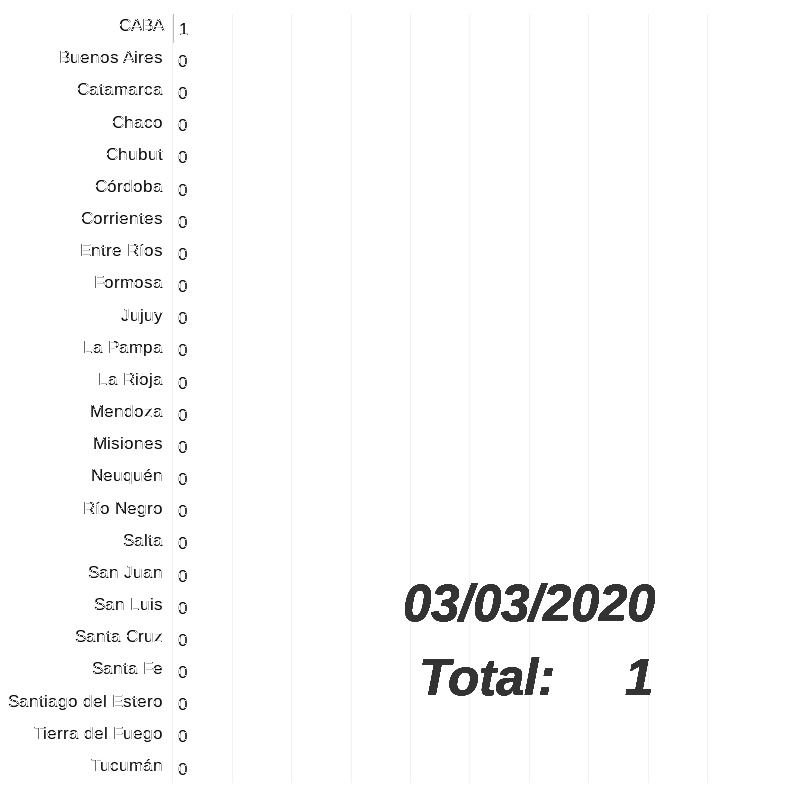 CABA 1
Buenos Aires 0
Catamarca 0
Chaco 0
Chubut 0
Córdoba 0
Corrientes 0
Entre Ríos 0
Formosa 0
Jujuy 0
La Pampa 0
La Rioja 0
Mendoza 0
Misiones 0
Neuquén 0
Río Negro 0
Salta 0
San Juan 0
San Luis 0
Santa Cruz 0
Santa Fe 0
Santiago del Estero 0
Tierra del Fuego 0
Tucumán 0
03/03/2020
Total: 1